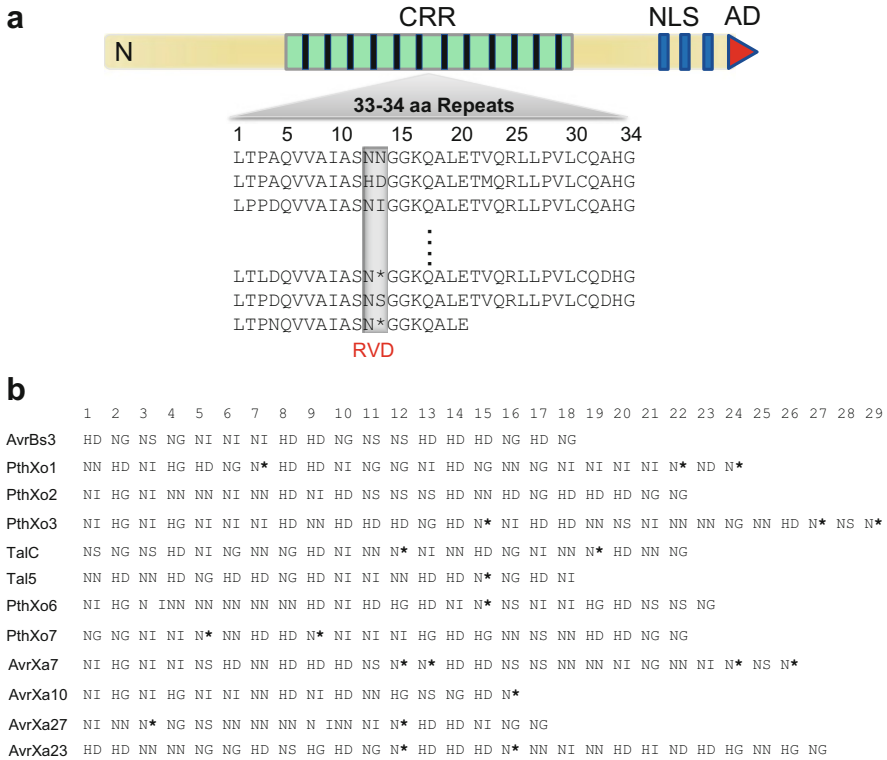 a
CRR
NLS AD
N
33-34 aa Repeats
1 5 10 15 20 25 30 34
LTPAQVVAIASNNGGKQALETVQRLLPVLCQAHG
LTPAQVVAIASHDGGKQALETMQRLLPVLCQAHG
LPPDQVVAIASNIGGKQALETVQRLLPVLCQAHG
LTLDQVVAIASN*GGKQALETVQRLLPVLCQDHG
LTPDQVVAIASNSGGKQALETVQRLLPVLCQDHG
LTPNQVVAIASN*GGKQALE
RVD
b
1 2 3 4 5 6 7 8 9 10 11 12 13 14 15 16 17 18 19 20 21 22 23 24 25 26 27 28 29
AvrBs3 HD NG NS NG NI NI NI HD HD NG NS NS HD HD HD NG HD NG
PthXo1 NN HD NI HG HD NG N* HD HD NI NG NG NI HD NG NN NG NI NI NI NI N* ND N*
PthXo2 NI HG NI NN NN NI NN HD NI HD NS NS NS HD NN HD NG HD HD HD NG NG
PthXo3 NI HG NI HG NI NI NI HD NN HD HD HD NG HD N* NI HD HD NN NS NI NN NN NG NN HD N* NS N*
TalC NS NG NS HD NI NG NN NG HD NI NN N* NI NN HD NG NI NN N* HD NN NG
Tal5 NN HD NN HD NG HD HD NG HD NI NI NN HD HD N* NG HD NI
PthXo6 NI HG N INN NN NN NN NN HD NI HD HG HD NI N* NS NI NI HG HD NS NS NG
PthXo7 NG NG NI NI N* NN HD HD N* NI NI NI HG HD HG NN NS NN HD HD NG NG
AvrXa7 NI HG NI NI NS HD NN HD HD HD NS N* N* HD HD NS NS NN NN NI NG NN NI N* NS N*
AvrXa10 NI HG NI HG NI NI NN HD NI HD NN HG NS NG HD N*
AvrXa27 NI NN N* NG NS NN NN NN N INN NI N* HD HD NI NG NG
AvrXa23 HD HD NN NN NG NG HD NS HG HD NG N* HD HD HD N* NN NI NN HD HI ND HD HG NN HG NG